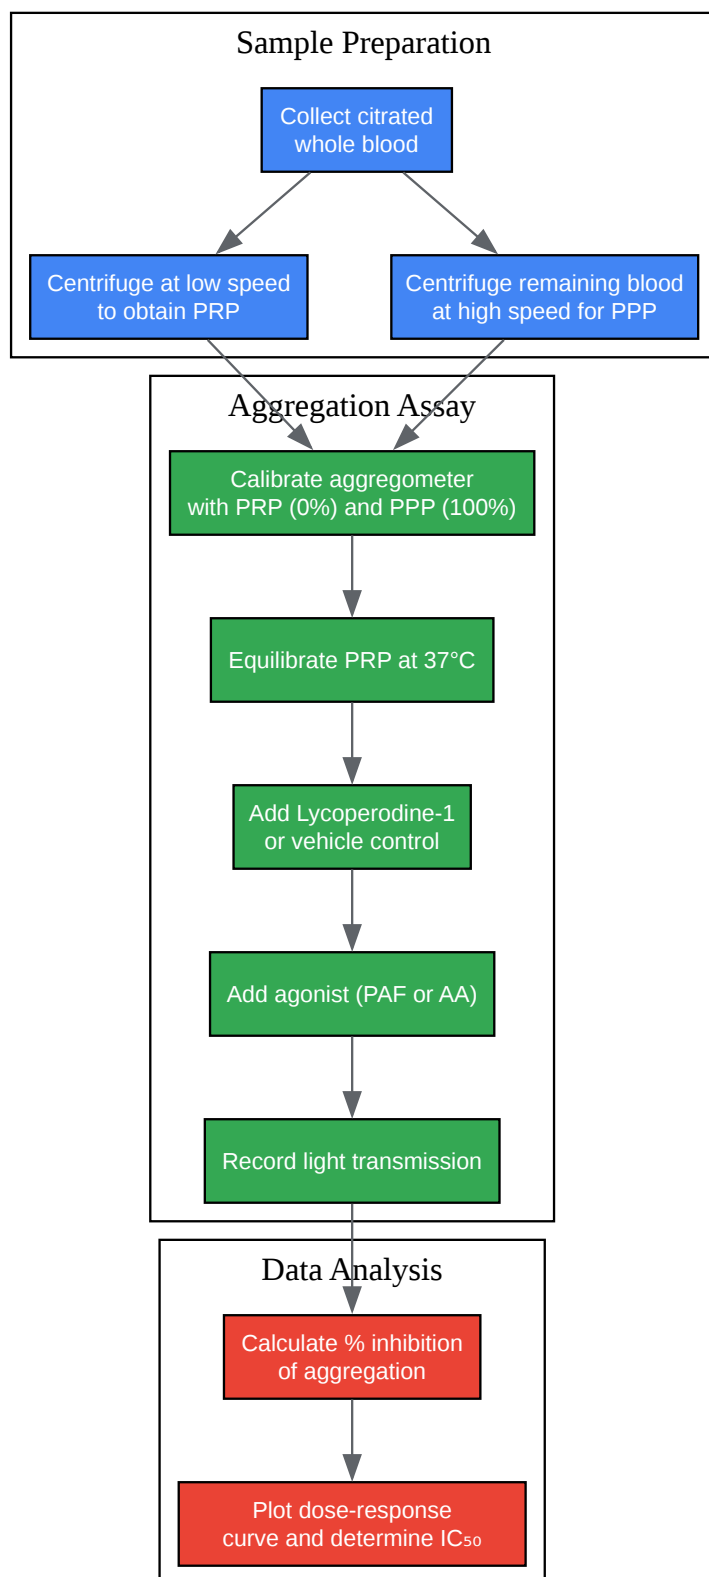 Sample Preparation
Collect citrated
whole blood
Centrifuge at low speed
to obtain PRP
Centrifuge remaining blood
at high speed for PPP
Aggregation Assay
Calibrate aggregometer
with PRP (0%) and PPP (100%)
Equilibrate PRP at 37°C
Add Lycoperodine-1
or vehicle control
Add agonist (PAF or AA)
Record light transmission
Data Analysis
Calculate % inhibition
of aggregation
Plot dose-response
curve and determine IC₅₀